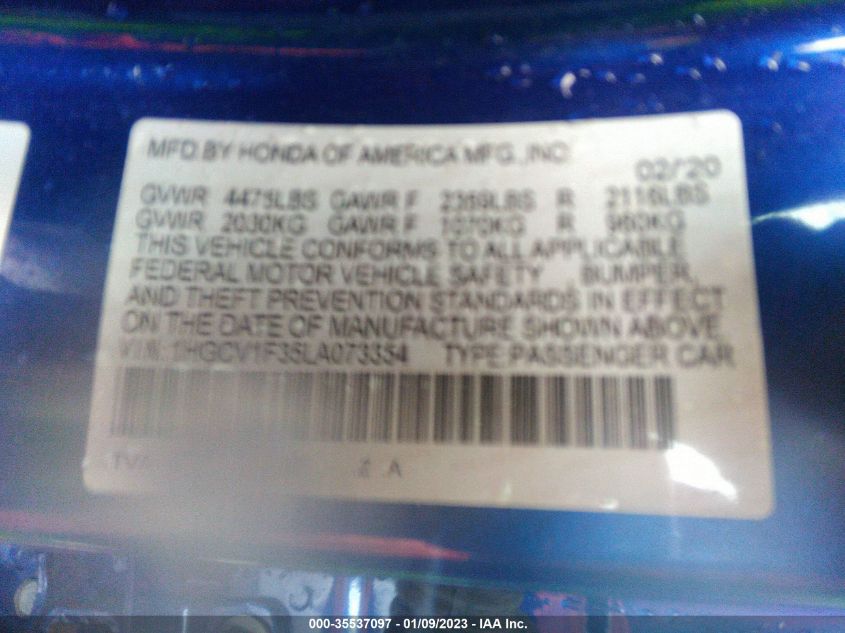 MFD.BY HONDA OF AMERICA MFG.,INC 02/20
GVWR 4475LBS GAWR F 2359LBS R 2116LBS
GVWR 2030KG GAWR F 1070KG R 960KG
THIS VEHICLE CONFORMS TO ALL APPLICABLE
FEDERAL MOTOR VEHICLE SAFETY , BUMPER,
AND THEFT PREVENTION STANDARDS IN EFFECT
ON THE DATE OF MANUFACTURE SHOWN ABOVE
TYPE:PASSENGER CAR
000-35537097 - 01/09/2023 - IAA Inc.